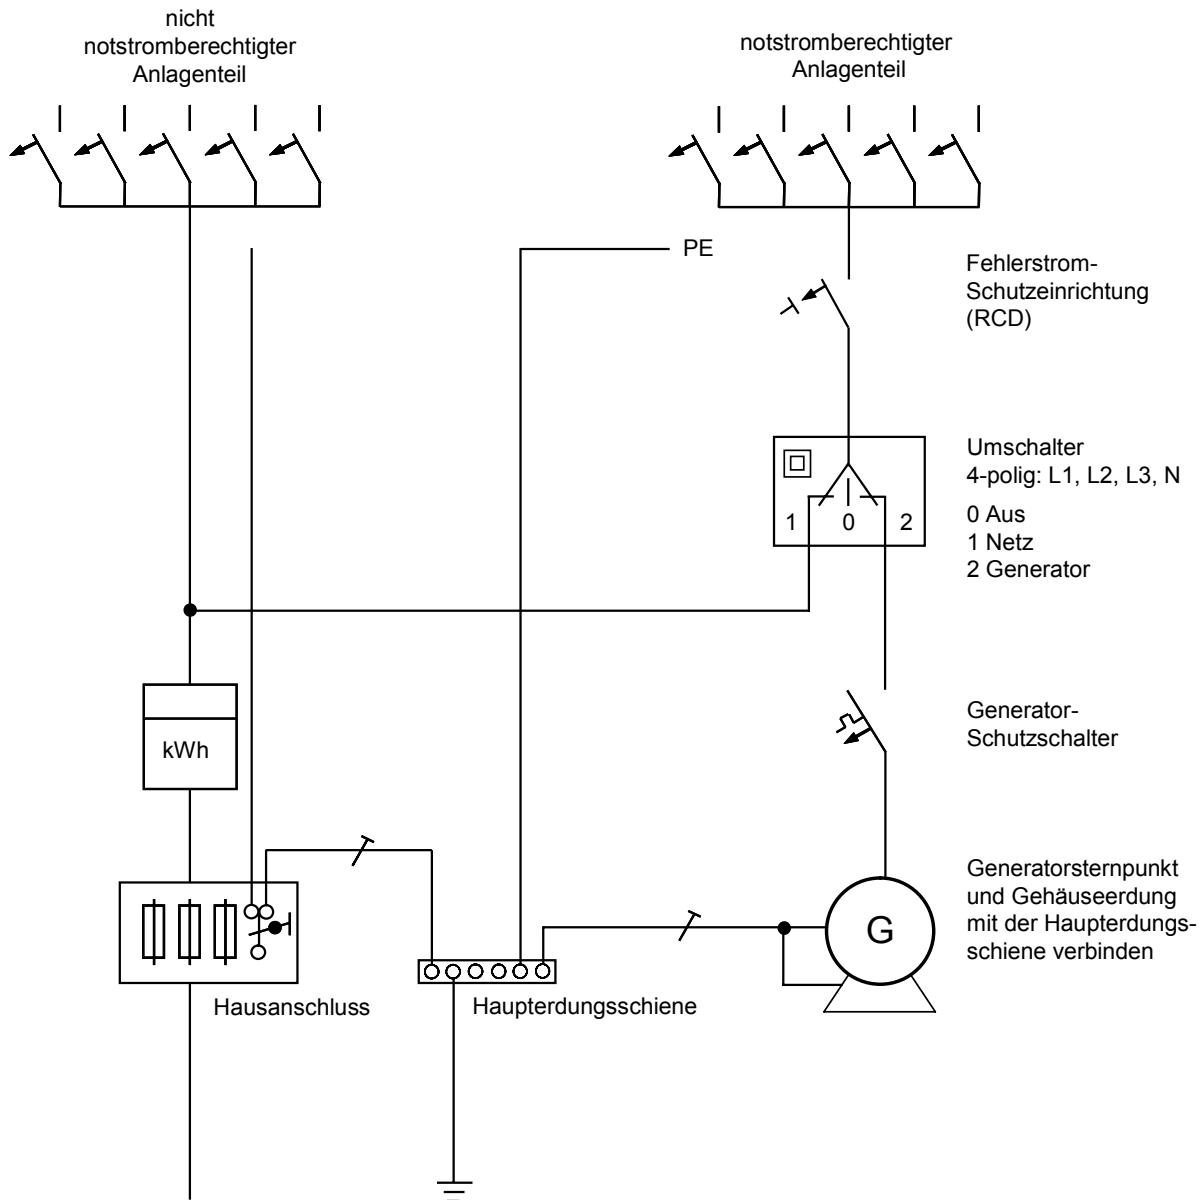 nicht
notstromberechtigter
Anlagenteil
notstromberechtigter
Anlagenteil
PE
Fehlerstrom-
Schutzeinrichtung
(RCD)
Umschalter
4-polig: L1, L2, L3, N
0 Aus
1 Netz
2 Generator
1 0 2
kWh
Generator-
Schutzschalter
Generatorsternpunkt
und Gehäuseerdung
mit der Haupterdungs-
schiene verbinden
G
Hausanschluss
Haupterdungsschiene